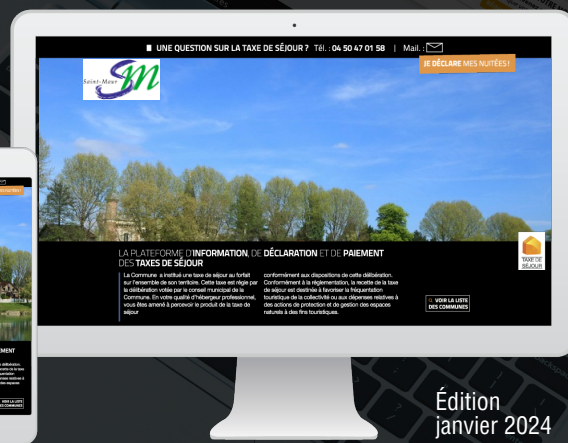 UNE QUESTION SUR LA TAXE DE SÉJOUR ? Tél. : 04 50 47 01 58 | Mail. :
JE DÉCLARE MES NUITÉES !
Saint-Maur
SM
LA PLATEFORME D'INFORMATION, DE DÉCLARATION ET DE PAIEMENT
DES TAXES DE SÉJOUR
La Commune a institué une taxe de séjour au forfait
sur l'ensemble de son territoire. Cette taxe est régie par
la délibération votée par le conseil municipal de la
Commune. En votre qualité d'hébergeur professionnel,
vous êtes amené à percevoir le produit de la taxe de
séjour
conformément aux dispositions de cette délibération.
Conformément à la réglementation, la recette de la taxe
de séjour est destinée à favoriser la fréquentation
touristique de la collectivité ou aux dépenses relatives à
des actions de protection et de gestion des espaces
naturels à des fins touristiques.
TAXE DE
SÉJOUR
VOIR LA LISTE
DES COMMUNES
Édition
janvier 2024